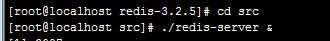 [root@localhost redis-3.2.5]# cd src
[root@localhost src]# ./redis-server &